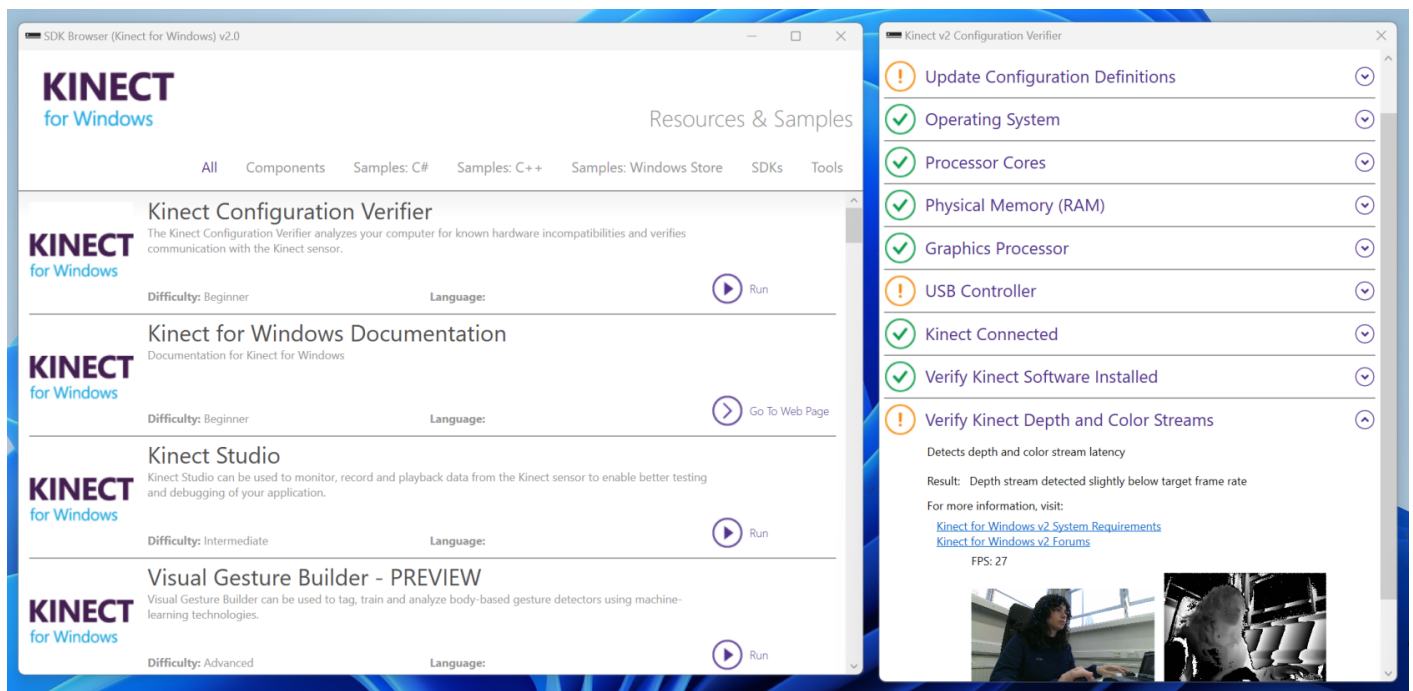 SDK Browser (Kinect for Windows) v2.0
KINECT
for Windows
Resources & Samples
All Components Samples: C# Samples: C++ Samples: Windows Store SDKs Tools
KINECT
for Windows
Kinect Configuration Verifier
The Kinect Configuration Verifier analyzes your computer for known hardware incompatibilities and verifies
communication with the Kinect sensor.
Difficulty: Beginner Language:
Run
KINECT
for Windows
Kinect for Windows Documentation
Documentation for Kinect for Windows
Difficulty: Beginner Language:
Go To Web Page
KINECT
for Windows
Kinect Studio
Kinect Studio can be used to monitor, record and playback data from the Kinect sensor to enable better testing
and debugging of your application.
Difficulty: Intermediate Language:
Run
KINECT
for Windows
Visual Gesture Builder - PREVIEW
Visual Gesture Builder can be used to tag, train and analyze body-based gesture detectors using machine-
learning technologies.
Difficulty: Advanced Language:
Run
Kinect v2 Configuration Verifier
Update Configuration Definitions
Operating System
Processor Cores
Physical Memory (RAM)
Graphics Processor
USB Controller
Kinect Connected
Verify Kinect Software Installed
Verify Kinect Depth and Color Streams
Detects depth and color stream latency
Result: Depth stream detected slightly below target frame rate
For more information, visit:
Kinect for Windows v2 System Requirements
Kinect for Windows v2 Forums
FPS: 27